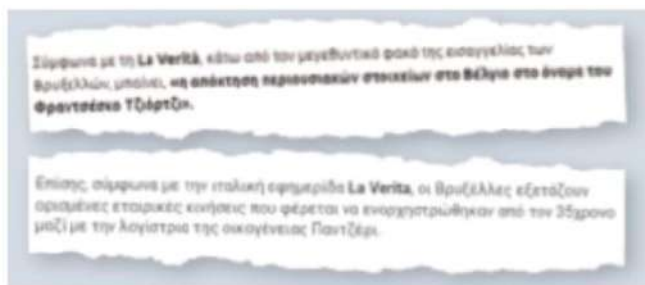 Σύμφωνα με τη La Verità, κάτω από τον μεγεθυντικό φακό της εισαγγελίας των
Βρυξελλών, μπαίνει, «η απόκτηση περιουσιακών στοιχείων στο Βέλγιο στο όνομα του
Φραντσέσκο Τζιόρτζι».
Επίσης, σύμφωνα με την ιταλική εφημερίδα La Verita, οι Βρυξέλλες εξετάζουν
ορισμένες εταιρικές κινήσεις που φέρεται να ενορχηστρώθηκαν από τον 35χρονο
μαζί με την λογίστρια της οικογένειας Παντζέρι.